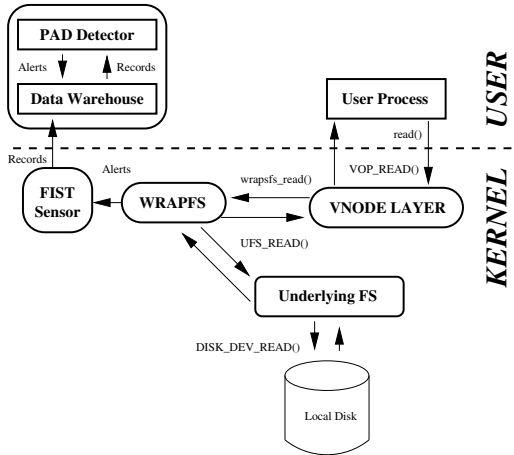 PAD Detector
Alerts
Records
Data Warehouse
USER
User Process
read()
Records
Alerts
wrapsfs_read()
VOP_READ()
FIST
Sensor
WRAPFS
VNODE LAYER
KERNEL
UFS_READ()
Underlying FS
DISK_DEV_READ()
Local Disk